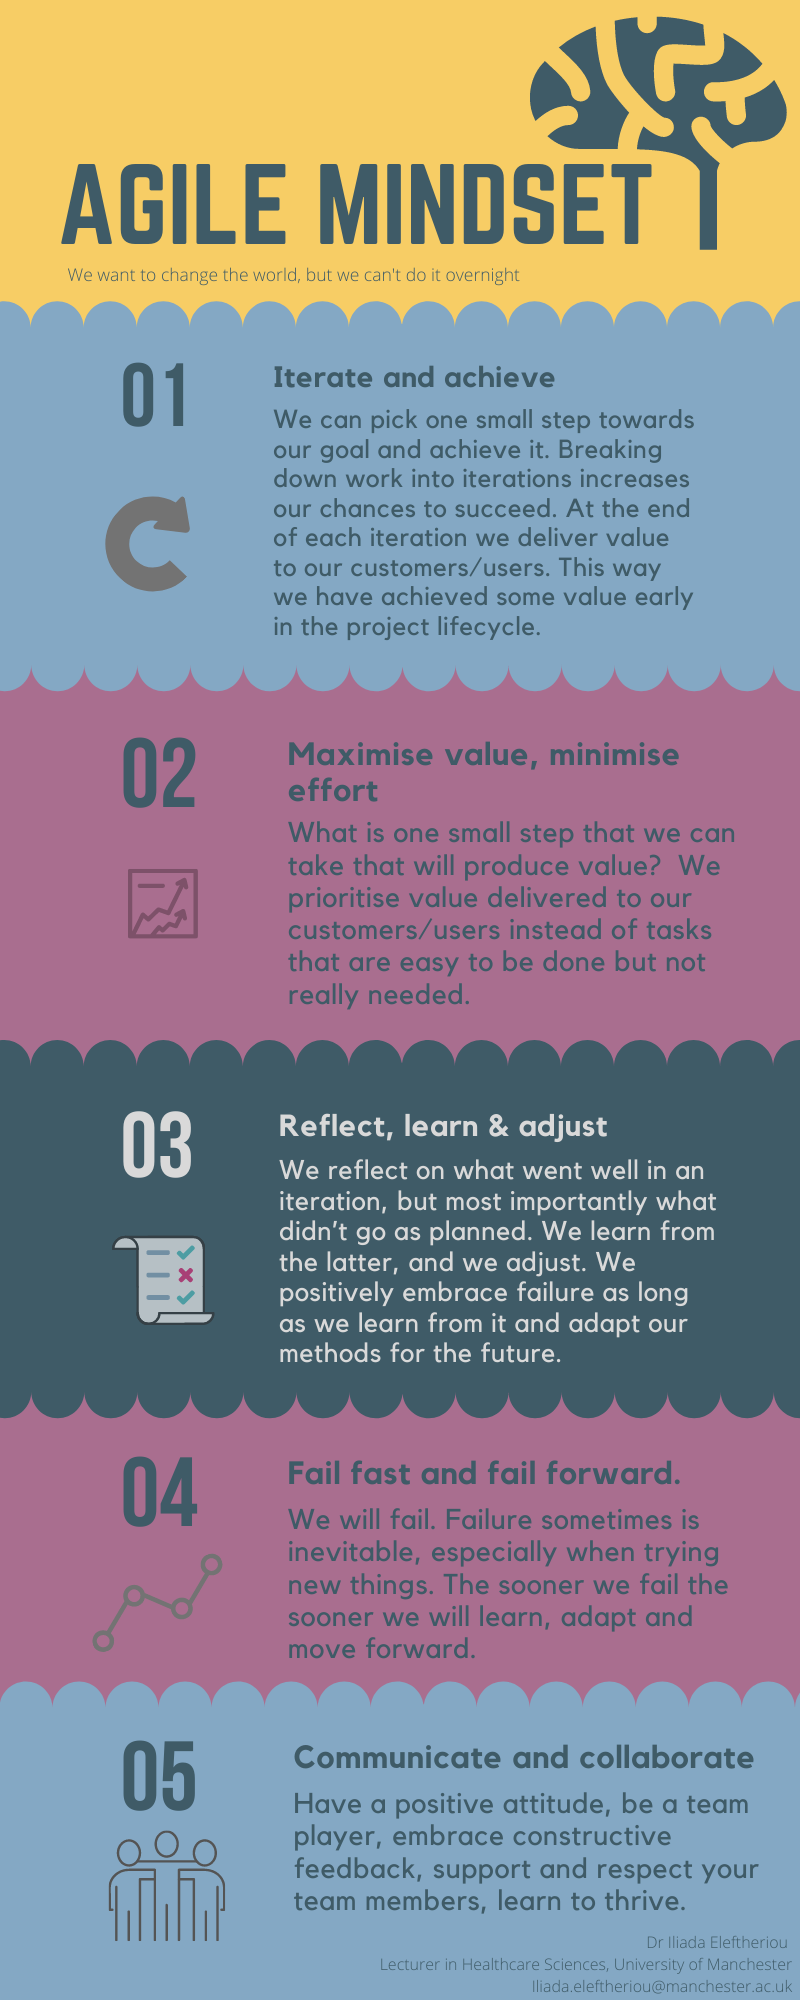 AGILE MINDSET
We want to change the world, but we can't do it overnight
01
Iterate and achieve
We can pick one small step towards
our goal and achieve it. Breaking
down work into iterations increases
our chances to succeed. At the end
of each iteration we deliver value
to our customers/users. This way
we have achieved some value early
in the project lifecycle.
02
Maximise value, minimise
effort
What is one small step that we can
take that will produce value?  We
prioritise value delivered to our
customers/users instead of tasks
that are easy to be done but not
really needed.
03
Reflect, learn & adjust
We reflect on what went well in an
iteration, but most importantly what
didn't go as planned. We learn from
the latter, and we adjust. We
positively embrace failure as long
as we learn from it and adapt our
methods for the future.
04
Fail fast and fail forward.
We will fail. Failure sometimes is
inevitable, especially when trying
new things. The sooner we fail the
sooner we will learn, adapt and
move forward.
05
Communicate and collaborate
Have a positive attitude, be a team
player, embrace constructive
feedback, support and respect your
team members, learn to thrive.
Dr Iliada Eleftheriou
Lecturer in Healthcare Sciences, University of Manchester
Iliada.eleftheriou@manchester.ac.uk